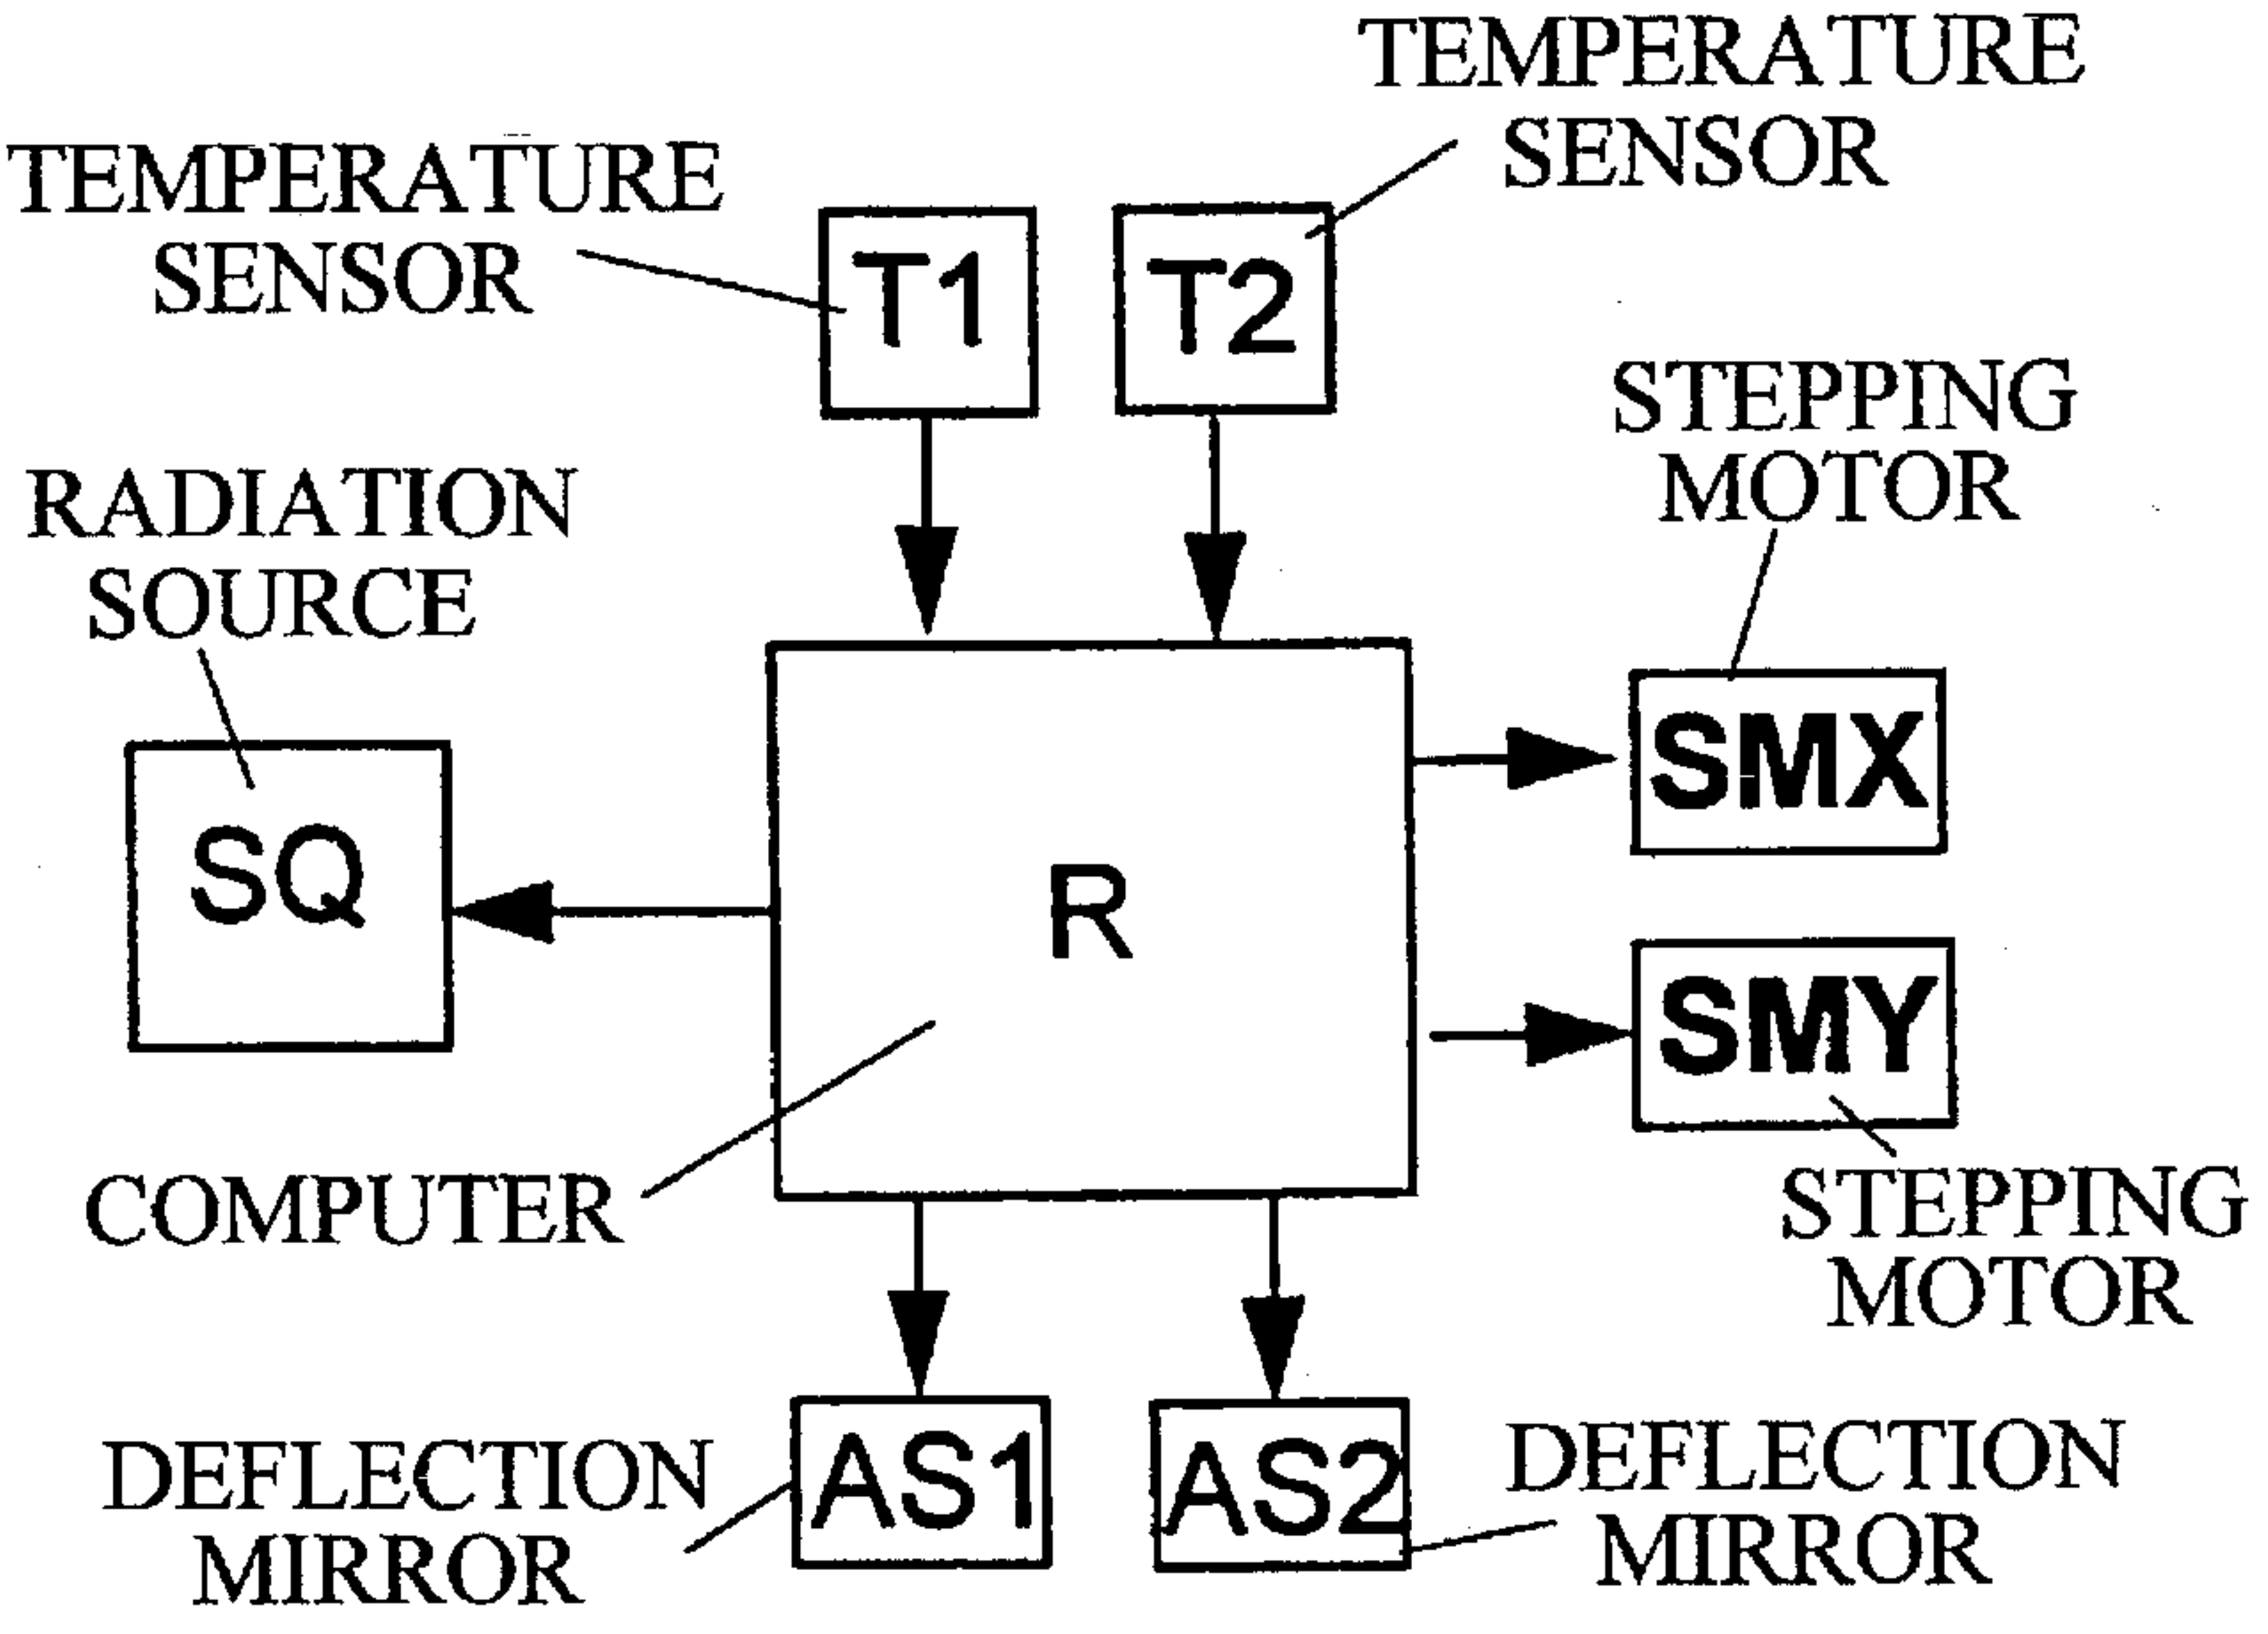 TEMPERATURE
SENSOR
TEMPERATURE
SENSOR
T1
T2
STEPPING
MOTOR
RADIATION
SOURCE
SMX
SQ
R
SMY
COMPUTER
STEPPING
MOTOR
AS1
AS2
DEFLECTION
MIRROR
DEFLECTION
MIRROR